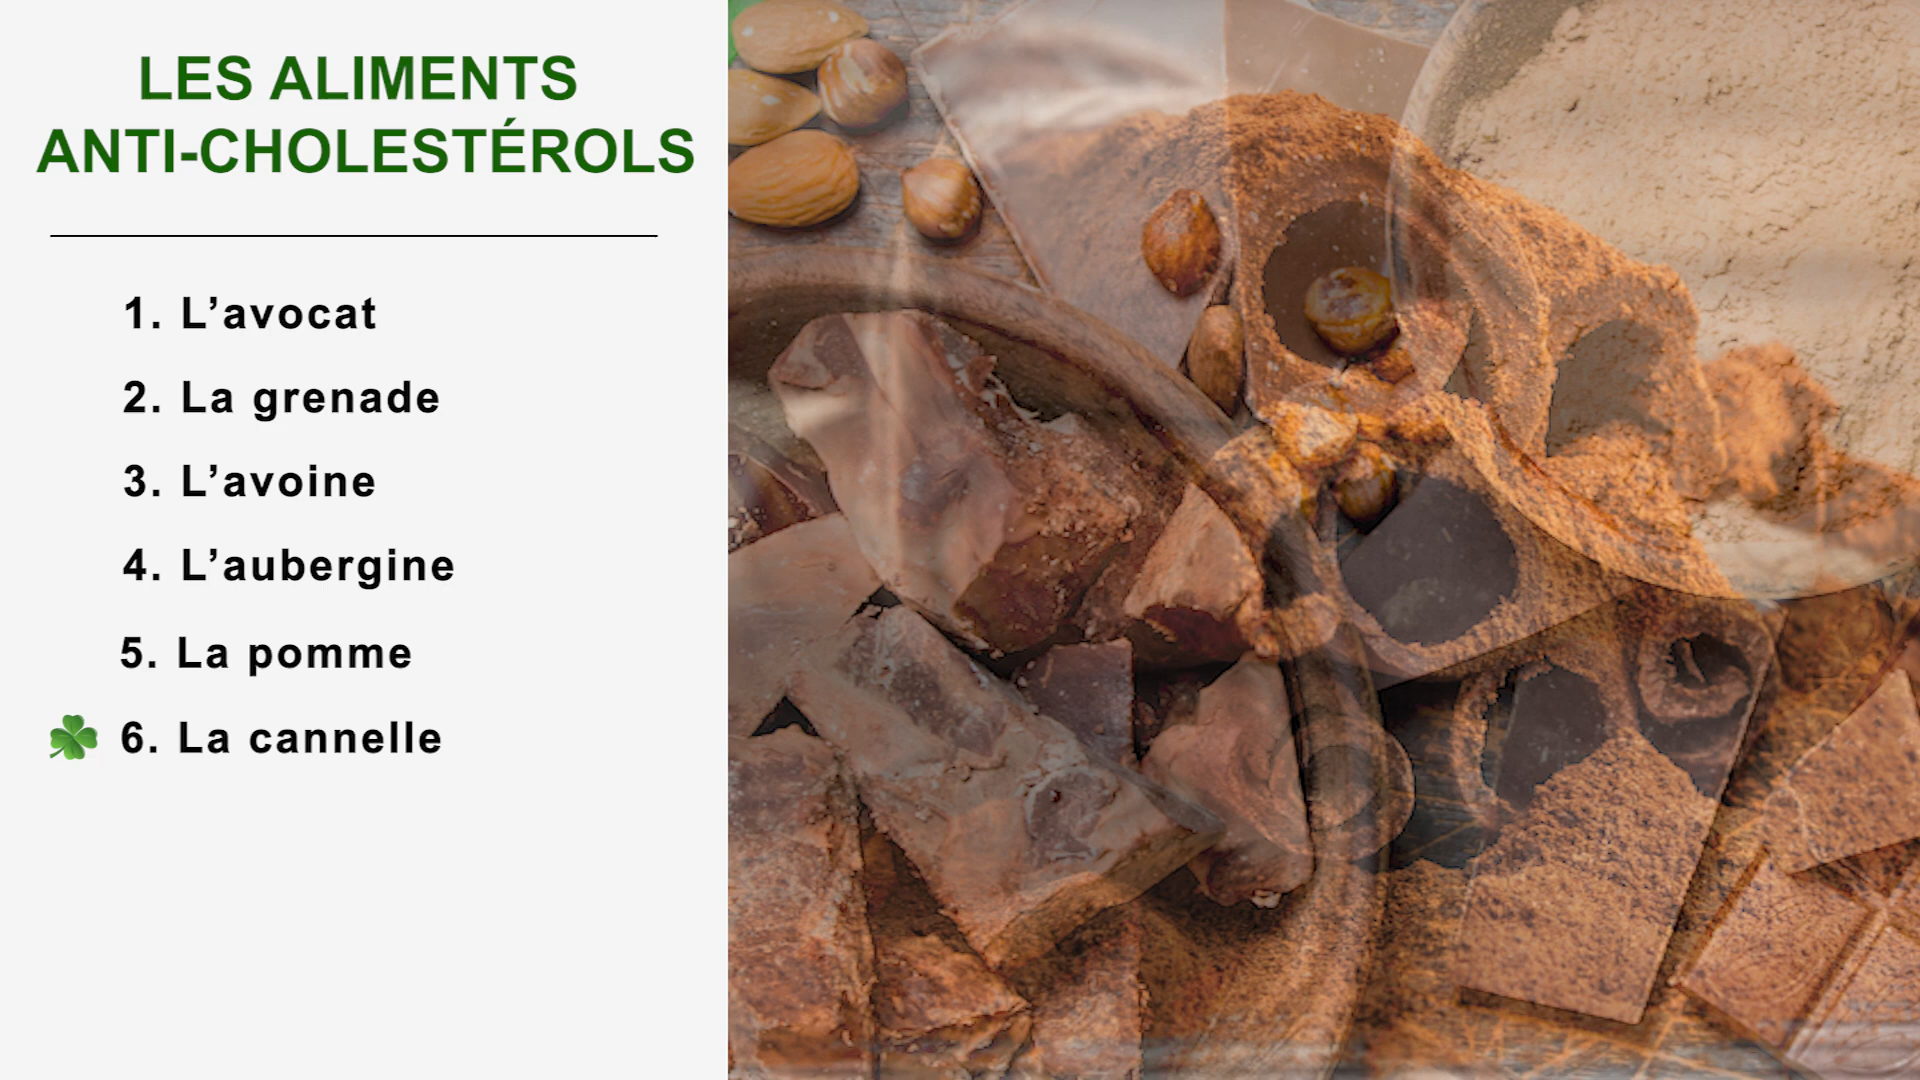 LES ALIMENTS
ANTI-CHOLESTÉROLS
1. L’avocat
2. La grenade
3. L’avoine
4. L’aubergine
5. La pomme
6. La cannelle